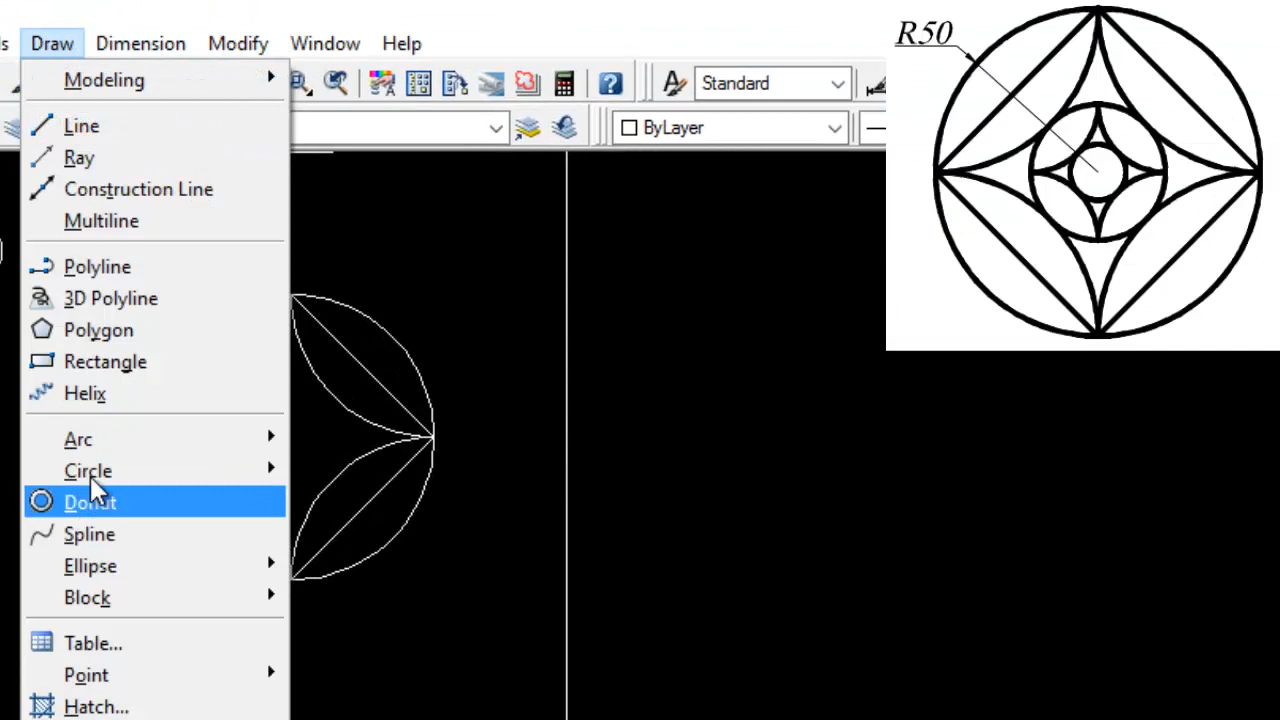 Draw Dimension Modify Window Help
R50
Modeling
Standard
Line
ByLayer
Ray
Construction Line
Multiline
Polyline
3D Polyline
Polygon
Rectangle
Helix
Arc
Circle
Donut
Spline
Ellipse
Block
Table...
Point
Hatch...